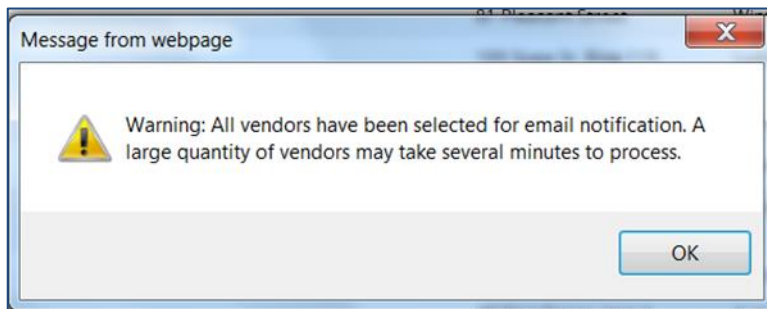 Message from webpage
X
Warning: All vendors have been selected for email notification. A
large quantity of vendors may take several minutes to process.
OK